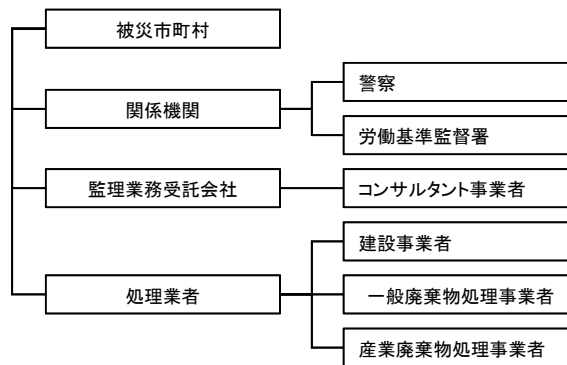 被災市町村
関係機関
警察
労働基準監督署
監理業務受託会社
コンサルタント事業者
処理業者
建設事業者
一般廃棄物処理事業者
産業廃棄物処理事業者